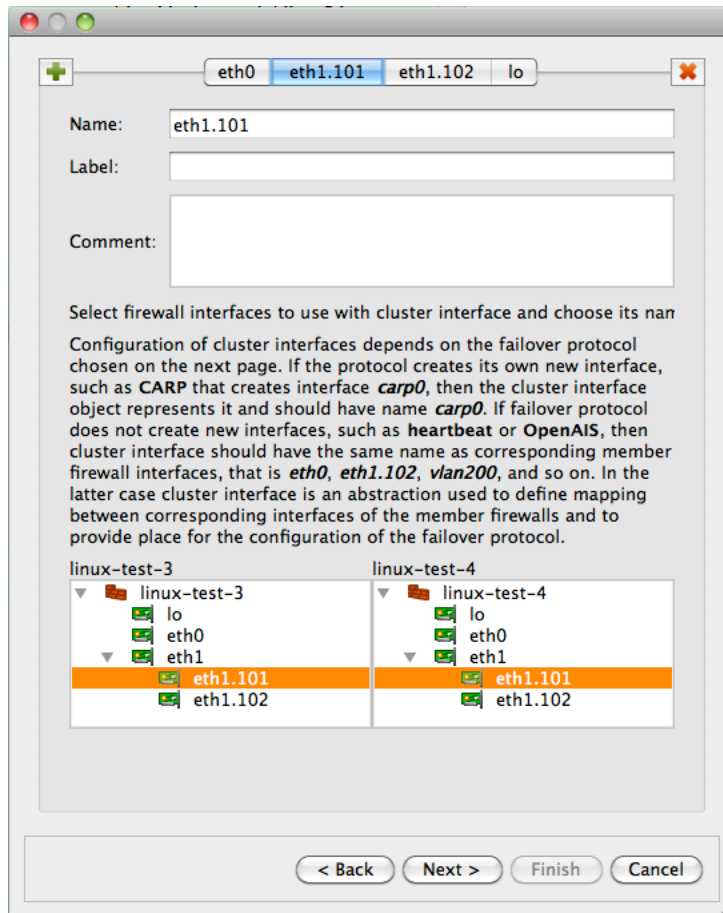 eth0 eth1.101 eth1.102 lo
Name: eth1.101
Label:
Comment:
Select firewall interfaces to use with cluster interface and choose its nam
Configuration of cluster interfaces depends on the failover protocol
chosen on the next page. If the protocol creates its own new interface,
such as CARP that creates interface carp0, then the cluster interface
object represents it and should have name carp0. If failover protocol
does not create new interfaces, such as heartbeat or OpenAIS, then
cluster interface should have the same name as corresponding member
firewall interfaces, that is eth0, eth1.102, vlan200, and so on. In the
latter case cluster interface is an abstraction used to define mapping
between corresponding interfaces of the member firewalls and to
provide place for the configuration of the failover protocol.
linux-test-3
linux-test-3
lo
eth0
eth1
eth1.101
eth1.102
linux-test-4
linux-test-4
lo
eth0
eth1
eth1.101
eth1.102
< Back Next > Finish Cancel